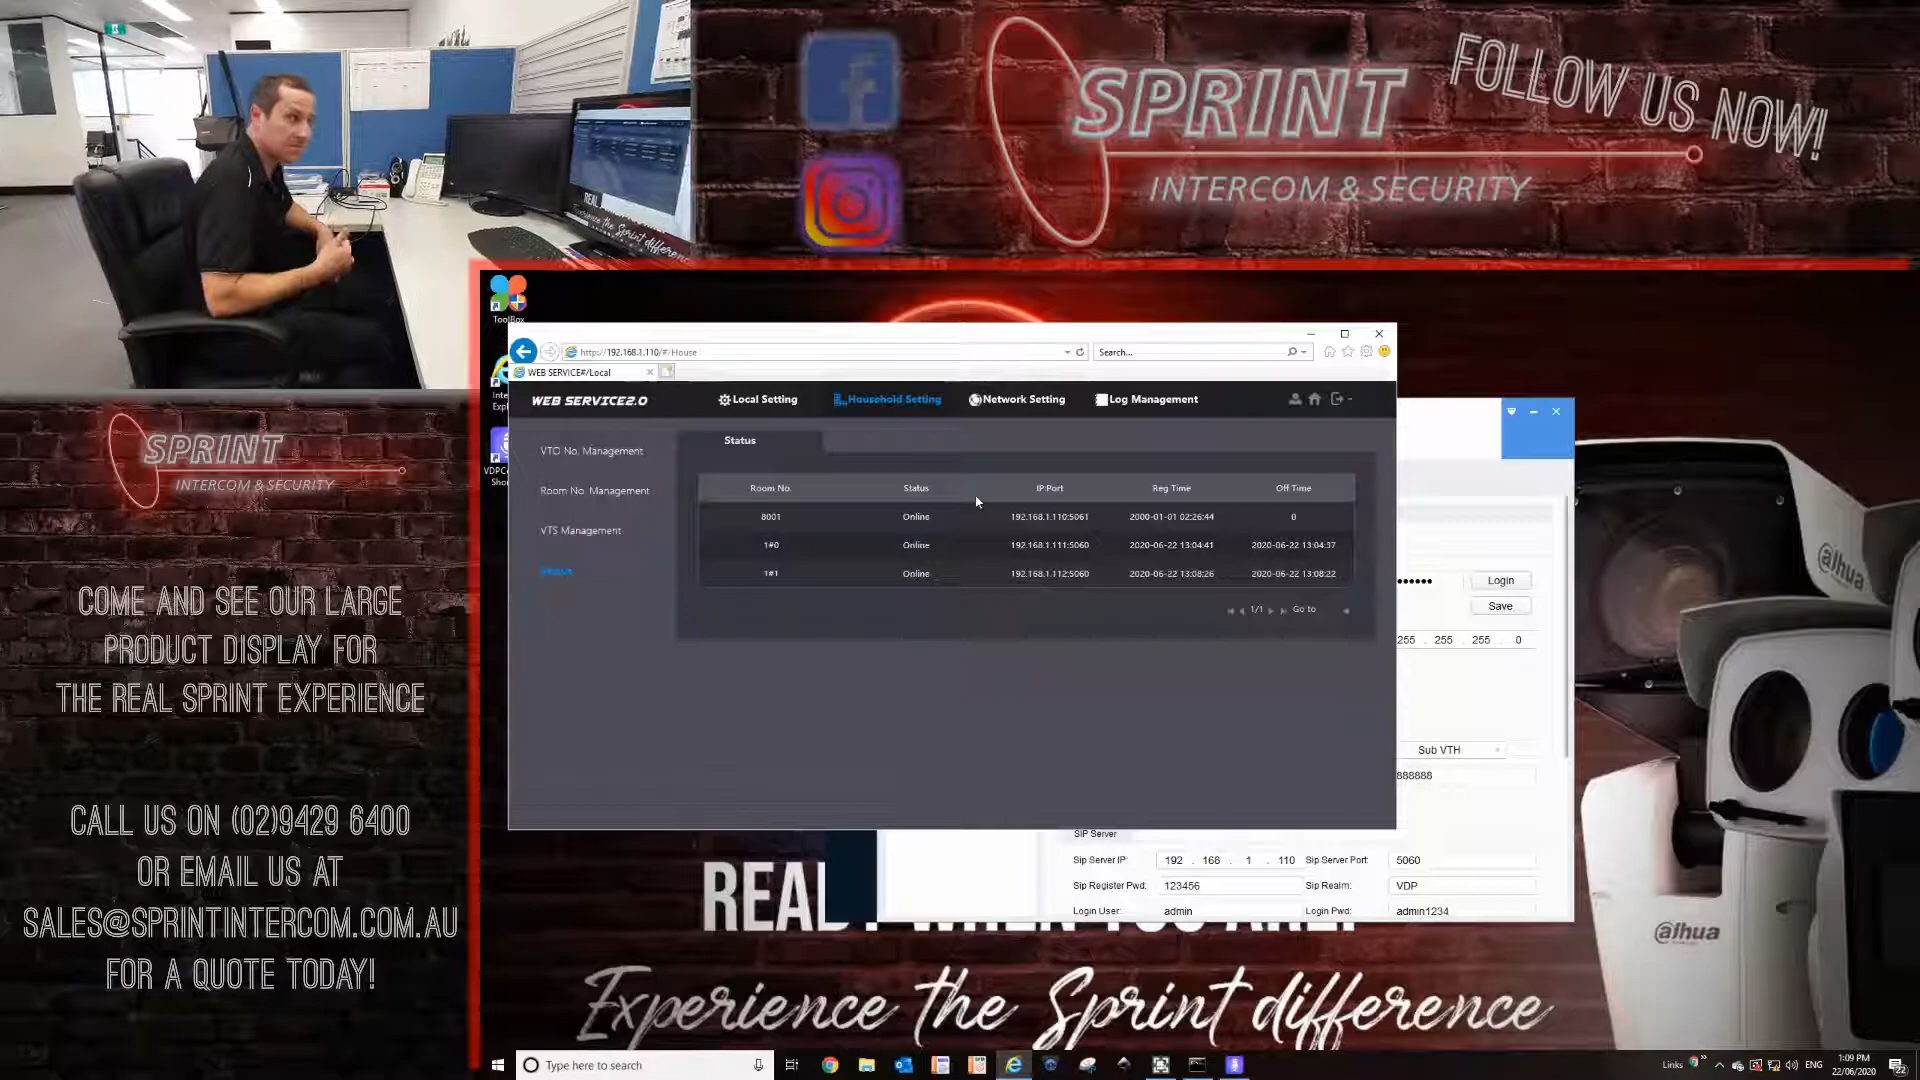 SPRINT
INTERCOM & SECURITY
FOLLOW US NOW!
SPRINT
INTERCOM & SECURITY
COME AND SEE OUR LARGE
PRODUCT DISPLAY FOR
THE REAL SPRINT EXPERIENCE
CALL US ON (02)9429 6400
OR EMAIL US AT
SALES@SPRINTINTERCOM.COM.AU
FOR A QUOTE TODAY!
ToolBox
http://192.168.1.110/#/House
Search...
WEB SERVICE#/Local
WEB SERVICE2.0
Local Setting
Household Setting
Network Setting
Log Management
VTO No. Management
Room No. Management
VTS Management
Status
Status
Room No. Status IP:Port Reg Time Off Time
8001 Online 192.168.1.110:5061 2000-01-01 02:26:44 0
1#0 Online 192.168.1.111:5060 2020-06-22 13:04:41 2020-06-22 13:04:37
1#1 Online 192.168.1.112:5060 2020-06-22 13:08:26 2020-06-22 13:08:22
1/1 Go to
Login
Save
255 . 255 . 255 . 0
Sub VTH
888888
SIP Server
Sip Server IP: 192 . 168 . 1 . 110 Sip Server Port: 5060
Sip Register Pwd: 123456 Sip Realm: VDP
Login User: admin Login Pwd: admin1234
Experience the Sprint difference
alhua
alhua
Type here to search
Links
ENG
1:09 PM
22/06/2020
22